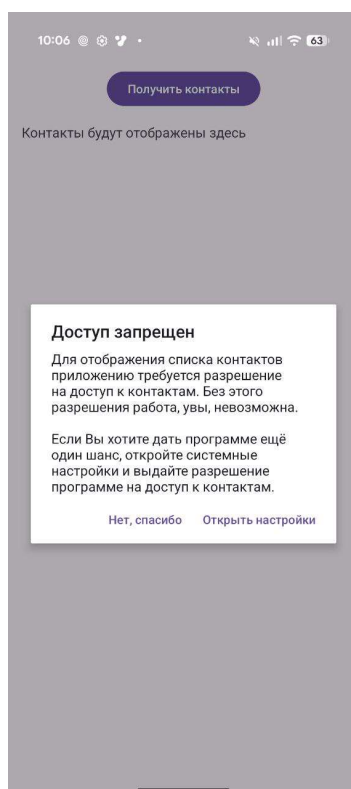 10:06
63
Получить контакты
Контакты будут отображены здесь
Доступ запрещен
Для отображения списка контактов
приложению требуется разрешение
на доступ к контактам. Без этого
разрешения работа, увы, невозможна.
Если Вы хотите дать программе ещё
один шанс, откройте системные
настройки и выдайте разрешение
программе на доступ к контактам.
Нет, спасибо Открыть настройки